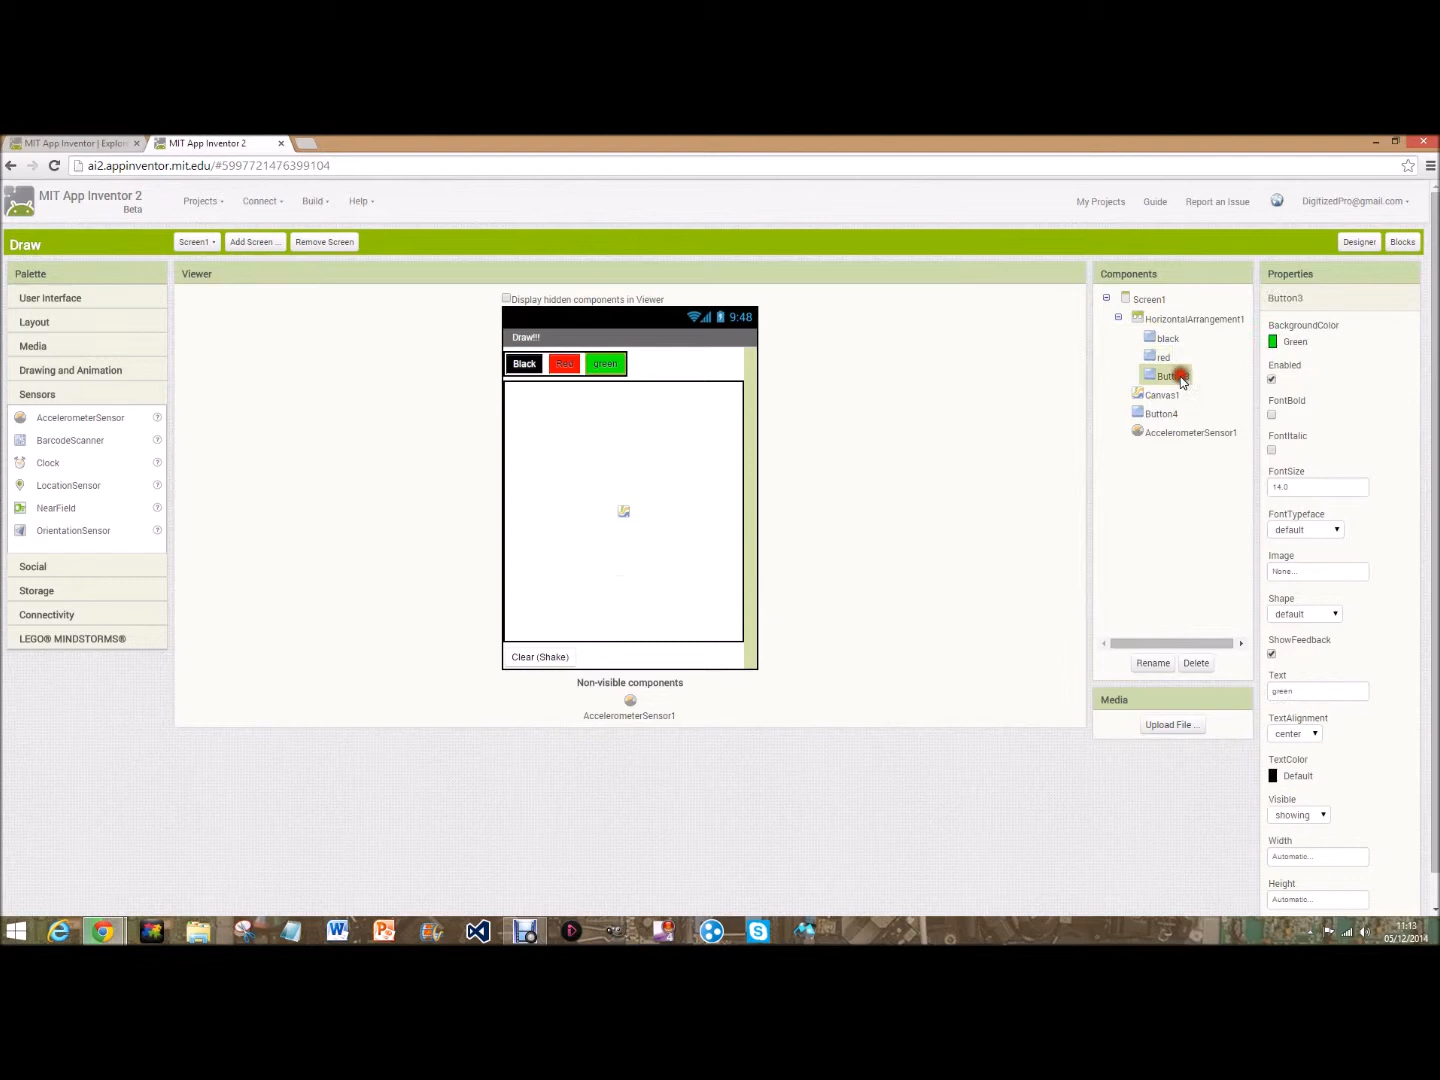 MIT App Inventor | Explor
MIT App Inventor 2
ai2.appinventor.mit.edu/#5997721476399104
MIT App Inventor 2
Beta
Projects
Connect
Build
Help
My Projects
Guide
Report an Issue
DigitizedPro@gmail.com
Draw
Screen1
Add Screen ...
Remove Screen
Designer
Blocks
Palette
User Interface
Layout
Media
Drawing and Animation
Sensors
AccelerometerSensor
BarcodeScanner
Clock
LocationSensor
NearField
OrientationSensor
Social
Storage
Connectivity
LEGO® MINDSTORMS®
Viewer
Display hidden components in Viewer
9:48
Draw!!!
Black Red green
Clear (Shake)
Non-visible components
AccelerometerSensor1
Components
Screen1
HorizontalArrangement1
black
red
Canvas1
Button4
AccelerometerSensor1
Rename Delete
Media
Upload File ...
Properties
Button3
BackgroundColor
Green
Enabled
FontBold
FontItalic
FontSize
14.0
FontTypeface
default
Image
None...
Shape
default
ShowFeedback
Text
green
TextAlignment
center
TextColor
Default
Visible
showing
Width
Automatic...
Height
Automatic...
11:13
05/12/2014